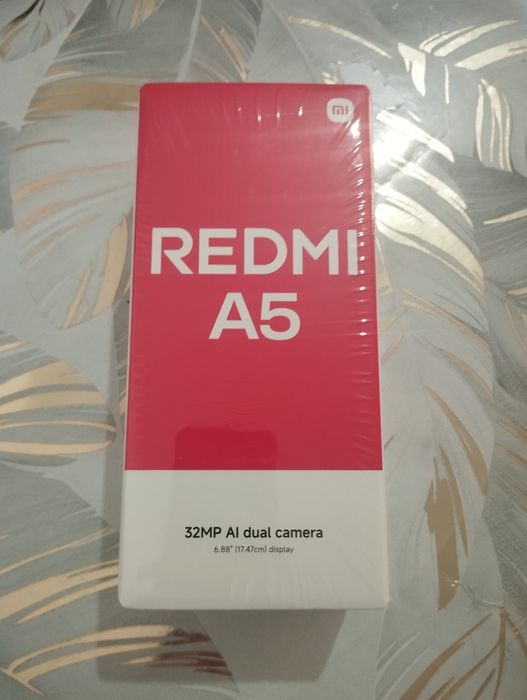 mi
REDMI
A5
32MP AI dual camera
6.88" (17.47cm) display